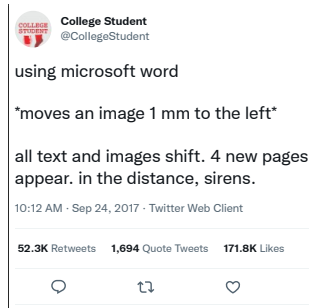 COLLEGE
STUDENT
College Student
@CollegeStudent
using microsoft word
*moves an image 1 mm to the left*
all text and images shift. 4 new pages
appear. in the distance, sirens.
10:12 AM · Sep 24, 2017 · Twitter Web Client
52.3K Retweets 1,694 Quote Tweets 171.8K Likes